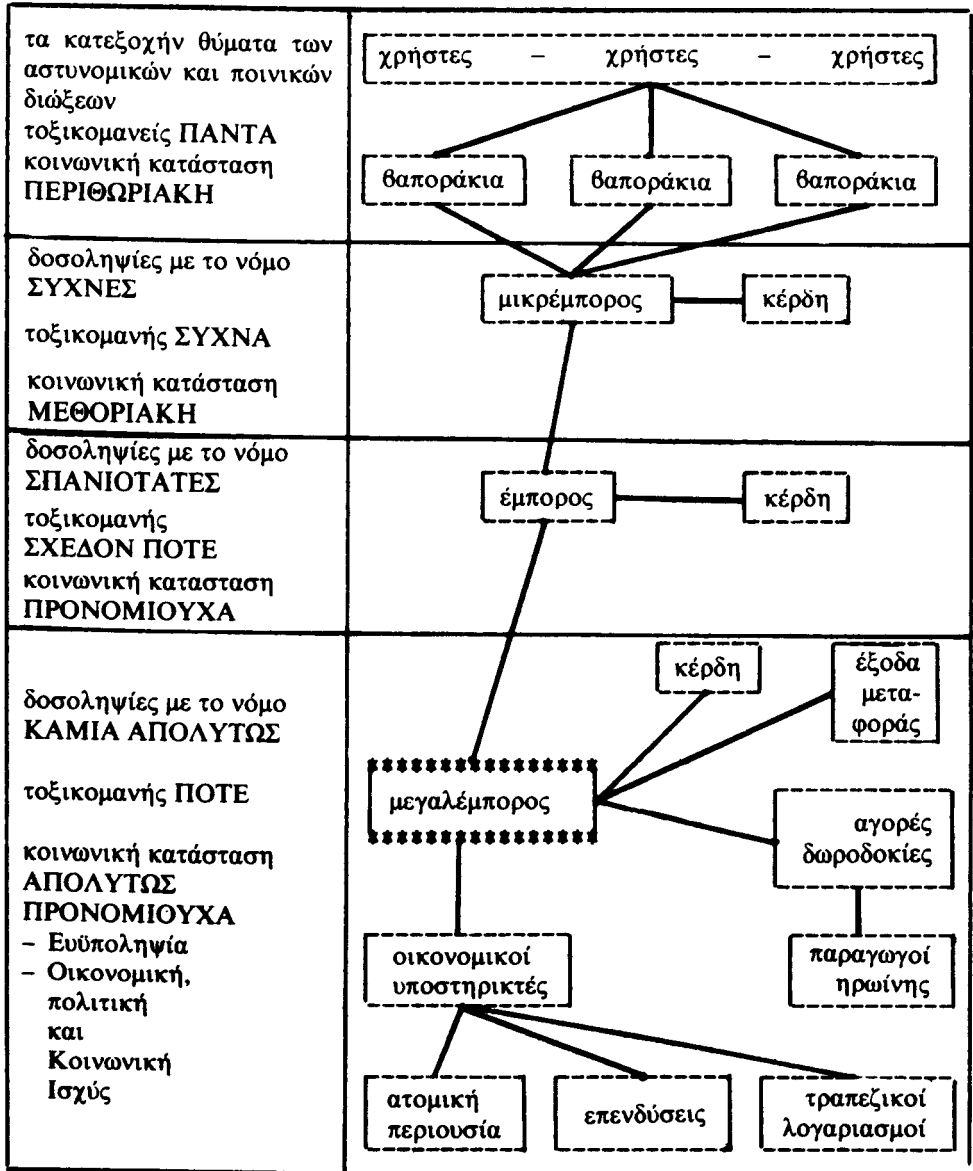 τα κατεξοχήν θύματα των
αστυνομικών και ποινικών
διώξεων
τοξικομανείς ΠΑΝΤΑ
κοινωνική κατάσταση
ΠΕΡΙΘΩΡΙΑΚΗ
χρήστες – χρήστες – χρήστες
βαποράκια βαποράκια βαποράκια
δοσοληψίες με το νόμο
ΣΥΧΝΕΣ
τοξικομανής ΣΥΧΝΑ
κοινωνική κατάσταση
ΜΕΘΟΡΙΑΚΗ
μικρέμπορος κέρδη
δοσοληψίες με το νόμο
ΣΠΑΝΙΟΤΑΤΕΣ
τοξικομανής
ΣΧΕΔΟΝ ΠΟΤΕ
κοινωνική κατασταση
ΠΡΟΝΟΜΙΟΥΧΑ
έμπορος κέρδη
δοσοληψίες με το νόμο
ΚΑΜΙΑ ΑΠΟΛΥΤΩΣ
τοξικομανής ΠΟΤΕ
κοινωνική κατάσταση
ΑΠΟΛΥΤΩΣ
ΠΡΟΝΟΜΙΟΥΧΑ
– Ευϋποληψία
– Οικονομική,
πολιτική
και
Κοινωνική
Ισχύς
κέρδη
έξοδα
μετα-
φοράς
μεγαλέμπορος
αγορές
δωροδοκίες
οικονομικοί
υποστηρικτές
παραγωγοί
ηρωίνης
ατομική
περιουσία
επενδύσεις
τραπεζικοί
λογαριασμοί